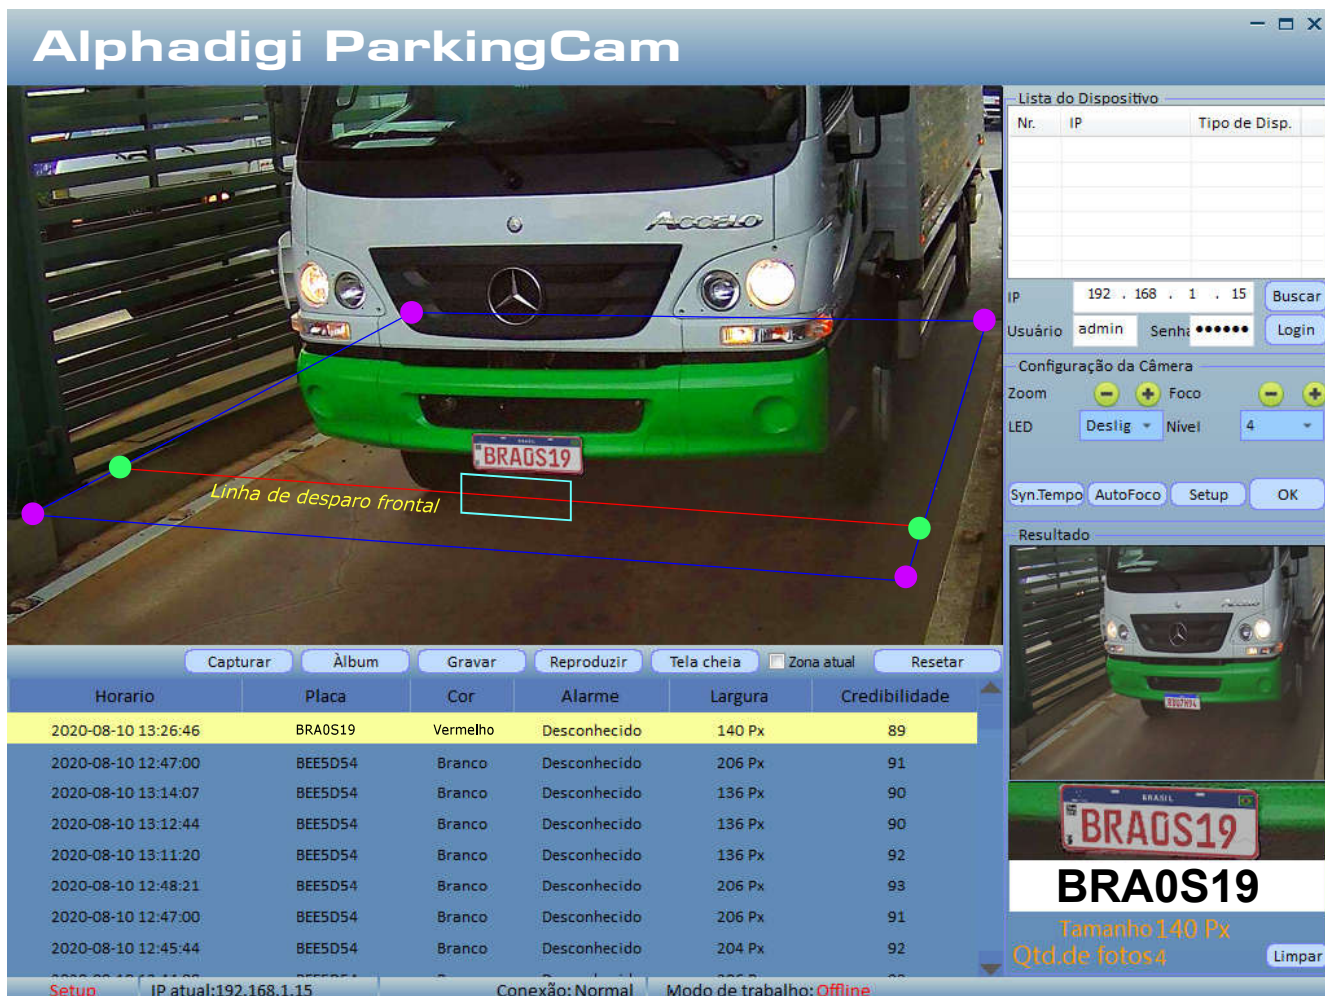 Alphadigi ParkingCam
ACCELO
BRASIL
BRA0S19
Linha de desparo frontal
Lista do Dispositivo
Nr. IP Tipo de Disp.
IP 192 . 168 . 1 . 15 Buscar
Usuário admin Senha ●●●●●● Login
Configuração da Câmera
Zoom Foco
LED Deslig Nível 4
Syn.Tempo AutoFoco Setup OK
Resultado
BRASIL
BRA0S19
BRA0S19
Tamanho 140 Px
Qtd.de fotos4
Limpar
Capturar Àlbum Gravar Reproduzir Tela cheia Zona atual Resetar
Horario Placa Cor Alarme Largura Credibilidade
2020-08-10 13:26:46 BRA0S19 Vermelho Desconhecido 140 Px 89
2020-08-10 12:47:00 BEE5D54 Branco Desconhecido 206 Px 91
2020-08-10 13:14:07 BEE5D54 Branco Desconhecido 136 Px 90
2020-08-10 13:12:44 BEE5D54 Branco Desconhecido 136 Px 90
2020-08-10 13:11:20 BEE5D54 Branco Desconhecido 136 Px 92
2020-08-10 12:48:21 BEE5D54 Branco Desconhecido 206 Px 93
2020-08-10 12:47:00 BEE5D54 Branco Desconhecido 206 Px 91
2020-08-10 12:45:44 BEE5D54 Branco Desconhecido 204 Px 92
Setup IP atual:192.168.1.15 Conexão: Normal Modo de trabalho: Offline